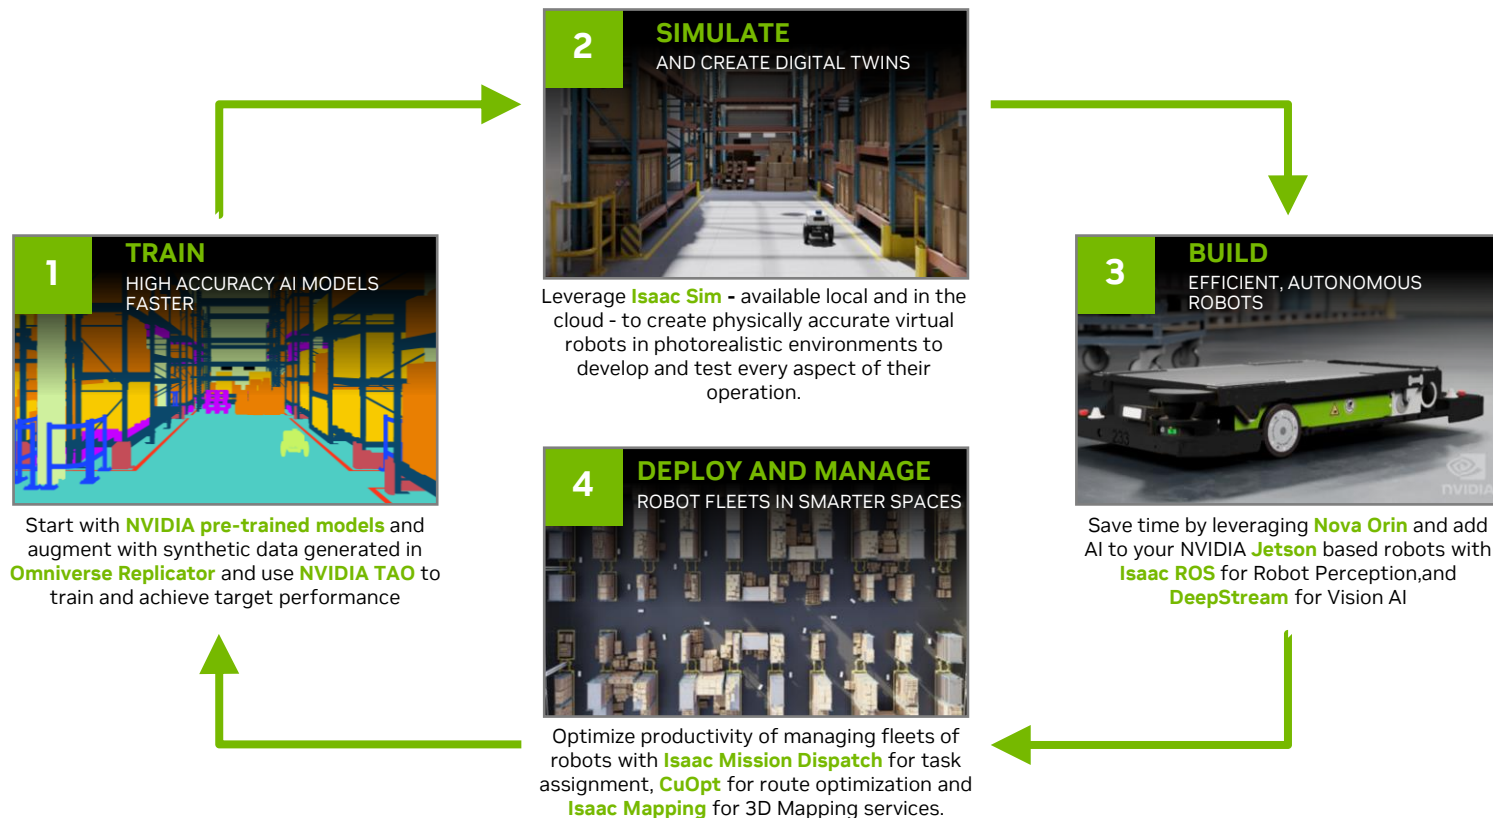 1
TRAIN
HIGH ACCURACY AI MODELS
FASTER
Start with NVIDIA pre-trained models and
augment with synthetic data generated in
Omniverse Replicator and use NVIDIA TAO to
train and achieve target performance
2
SIMULATE
AND CREATE DIGITAL TWINS
Leverage Isaac Sim - available local and in the
cloud - to create physically accurate virtual
robots in photorealistic environments to
develop and test every aspect of their
operation.
3
BUILD
EFFICIENT, AUTONOMOUS
ROBOTS
233
NVIDIA
Save time by leveraging Nova Orin and add
AI to your NVIDIA Jetson based robots with
Isaac ROS for Robot Perception,and
DeepStream for Vision AI
4
DEPLOY AND MANAGE
ROBOT FLEETS IN SMARTER SPACES
Optimize productivity of managing fleets of
robots with Isaac Mission Dispatch for task
assignment, CuOpt for route optimization and
Isaac Mapping for 3D Mapping services.